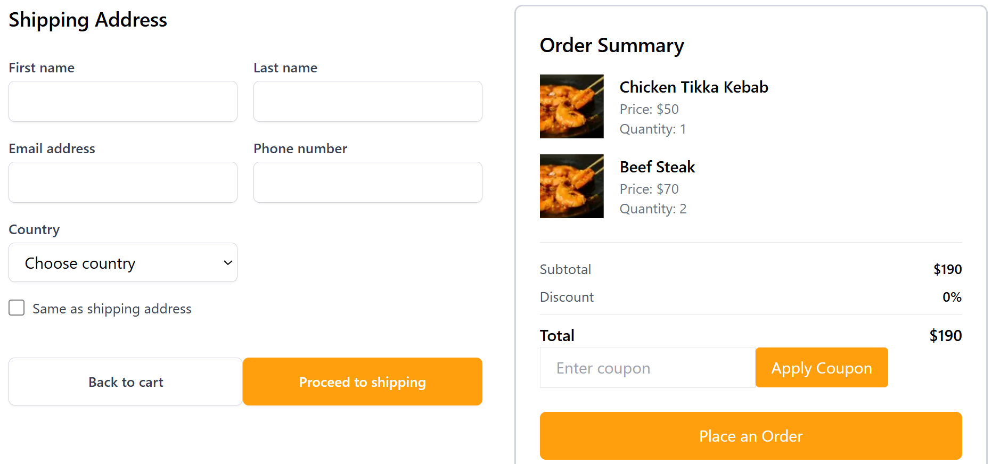 Shipping Address
First name
Last name
Email address
Phone number
Country
Choose country
Same as shipping address
Back to cart
Proceed to shipping
Order Summary
Chicken Tikka Kebab
Price: $50
Quantity: 1
Beef Steak
Price: $70
Quantity: 2
Subtotal $190
Discount 0%
Total $190
Enter coupon
Apply Coupon
Place an Order